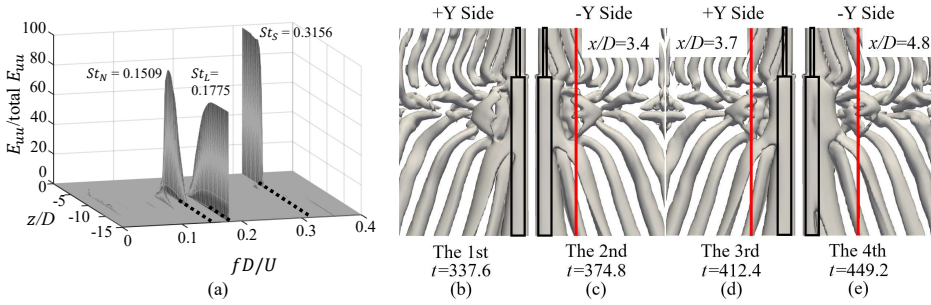 100
80
60
40
20
0
E_uu/total E_uu
St_N = 0.1509
St_L=
0.1775
St_S = 0.3156
-5
-10
-15
z/D
0
0.1
0.2
0.3
0.4
fD/U
(a)
+Y Side
-Y Side
+Y Side
-Y Side
x/D=3.4
x/D=3.7
x/D=4.8
The 1st
t=337.6
(b)
The 2nd
t=374.8
(c)
The 3rd
t=412.4
(d)
The 4th
t=449.2
(e)